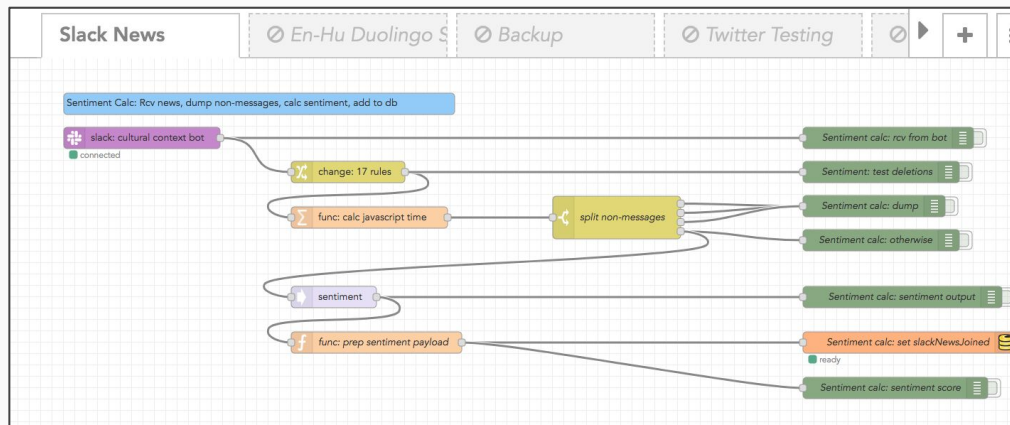 Slack News
En-Hu Duolingo S
Backup
Twitter Testing
+
Sentiment Calc: Rcv news, dump non-messages, calc sentiment, add to db
slack: cultural context bot
Sentiment calc: rcv from bot
connected
change: 17 rules
Sentiment: test deletions
func: calc javascript time
split non-messages
Sentiment calc: dump
Sentiment calc: otherwise
sentiment
Sentiment calc: sentiment output
func: prep sentiment payload
Sentiment calc: set slackNewsJoined
ready
Sentiment calc: sentiment score